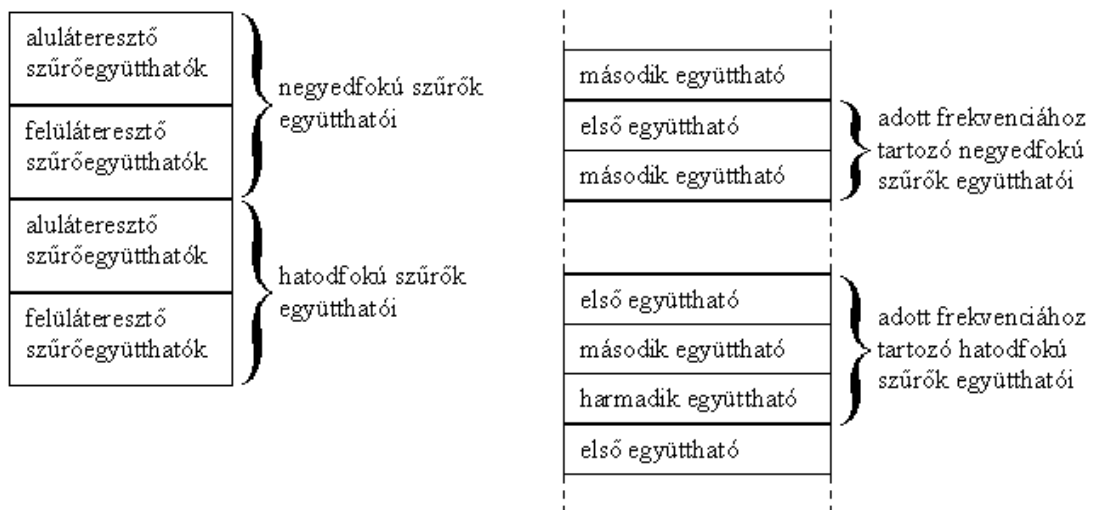 aluláteresztő
szűrőegyütthatók
felüláteresztő
szűrőegyütthatók
negyedfokú szűrők
együtthatói
aluláteresztő
szűrőegyütthatók
felüláteresztő
szűrőegyütthatók
hatodfokú szűrők
együtthatói
második együttható
első együttható
második együttható
adott frekvenciához
tartozó negyedfokú
szűrők együtthatói
első együttható
második együttható
harmadik együttható
első együttható
adott frekvenciához
tartozó hatodfokú
szűrők együtthatói